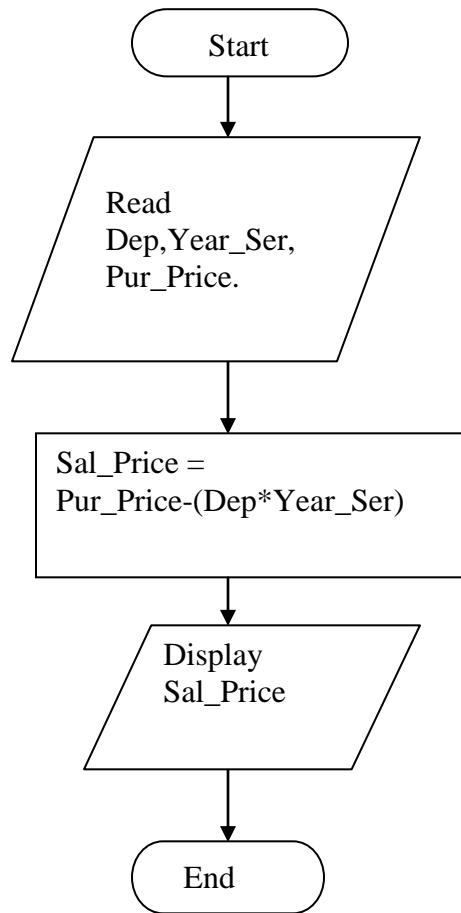 Start
Read
Dep,Year_Ser,
Pur_Price.
Sal_Price =
Pur_Price-(Dep*Year_Ser)
Display
Sal_Price
End